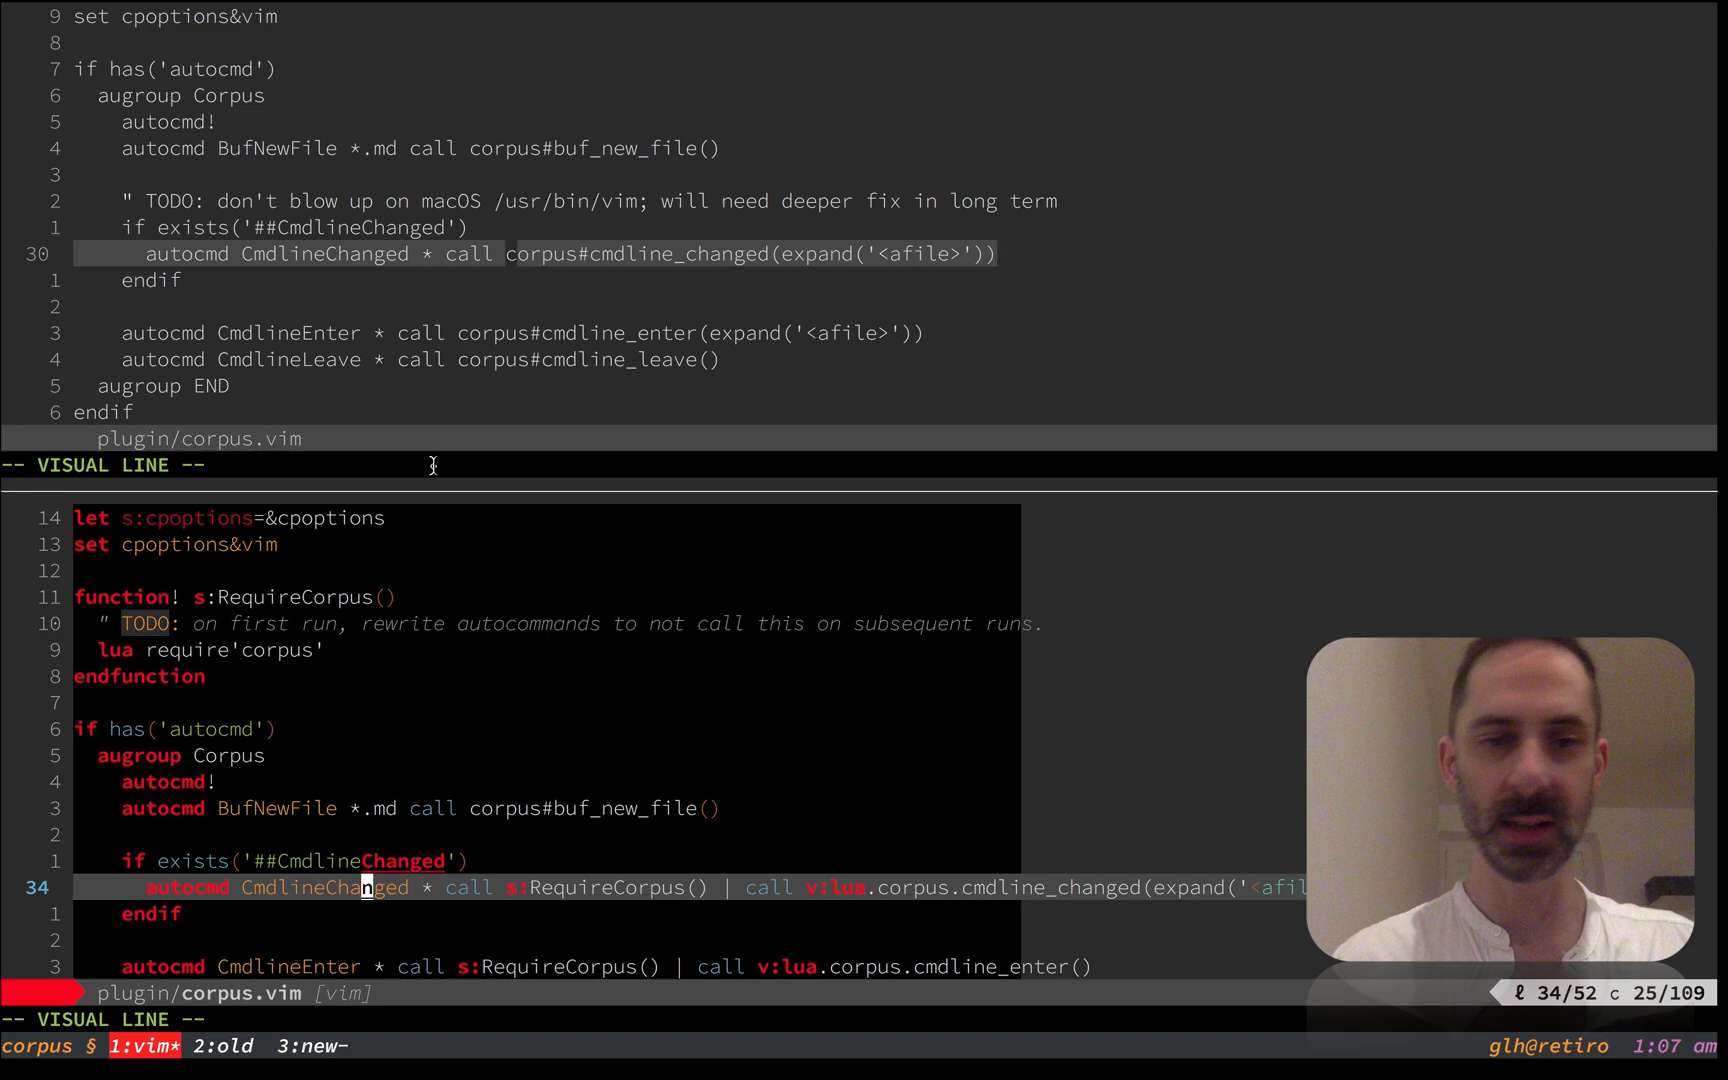 9 set cpoptions&vim
8
7 if has('autocmd')
6 augroup Corpus
5 autocmd!
4 autocmd BufNewFile *.md call corpus#buf_new_file()
3
2 " TODO: don't blow up on macOS /usr/bin/vim; will need deeper fix in long term
1 if exists('##CmdlineChanged')
30 autocmd CmdlineChanged * call corpus#cmdline_changed(expand('<afile>'))
1 endif
2
3 autocmd CmdlineEnter * call corpus#cmdline_enter(expand('<afile>'))
4 autocmd CmdlineLeave * call corpus#cmdline_leave()
5 augroup END
6 endif
plugin/corpus.vim
-- VISUAL LINE --
14 let s:cpoptions=&cpoptions
13 set cpoptions&vim
12
11 function! s:RequireCorpus()
10 " TODO: on first run, rewrite autocommands to not call this on subsequent runs.
9 lua require'corpus'
8 endfunction
7
6 if has('autocmd')
5 augroup Corpus
4 autocmd!
3 autocmd BufNewFile *.md call corpus#buf_new_file()
2
1 if exists('##CmdlineChanged')
34 autocmd CmdlineChanged * call s:RequireCorpus() | call v:lua.corpus.cmdline_changed(expand('<afil
1 endif
2
3 autocmd CmdlineEnter * call s:RequireCorpus() | call v:lua.corpus.cmdline_enter()
plugin/corpus.vim [vim] ℓ 34/52 c 25/109
-- VISUAL LINE --
corpus § 1:vim* 2:old 3:new- glh@retiro 1:07 am